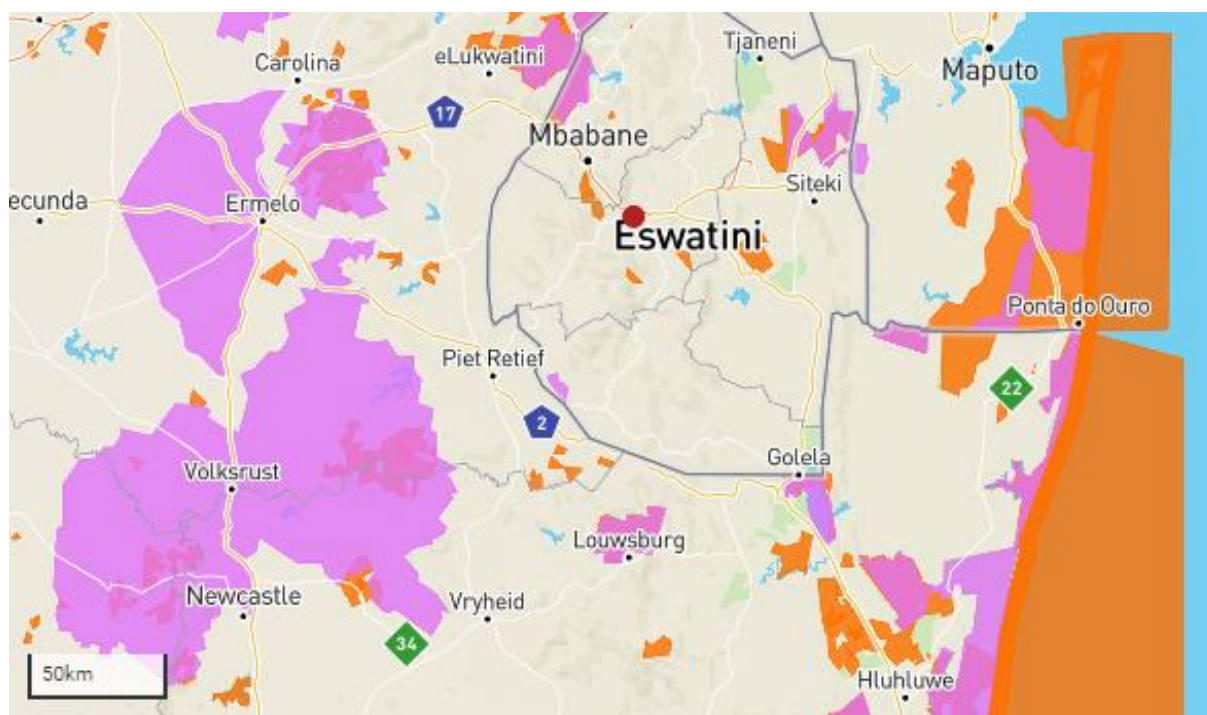 Tjaneni
Carolina
eLukwatini
Maputo
17
Mbabane
Siteki
ecunda
Ermelo
Eswatini
Ponta do Ouro
Piet Retief
22
2
Golela
Volksrust
Louwsburg
Newcastle
Vryheid
34
50km
Hluhluwe